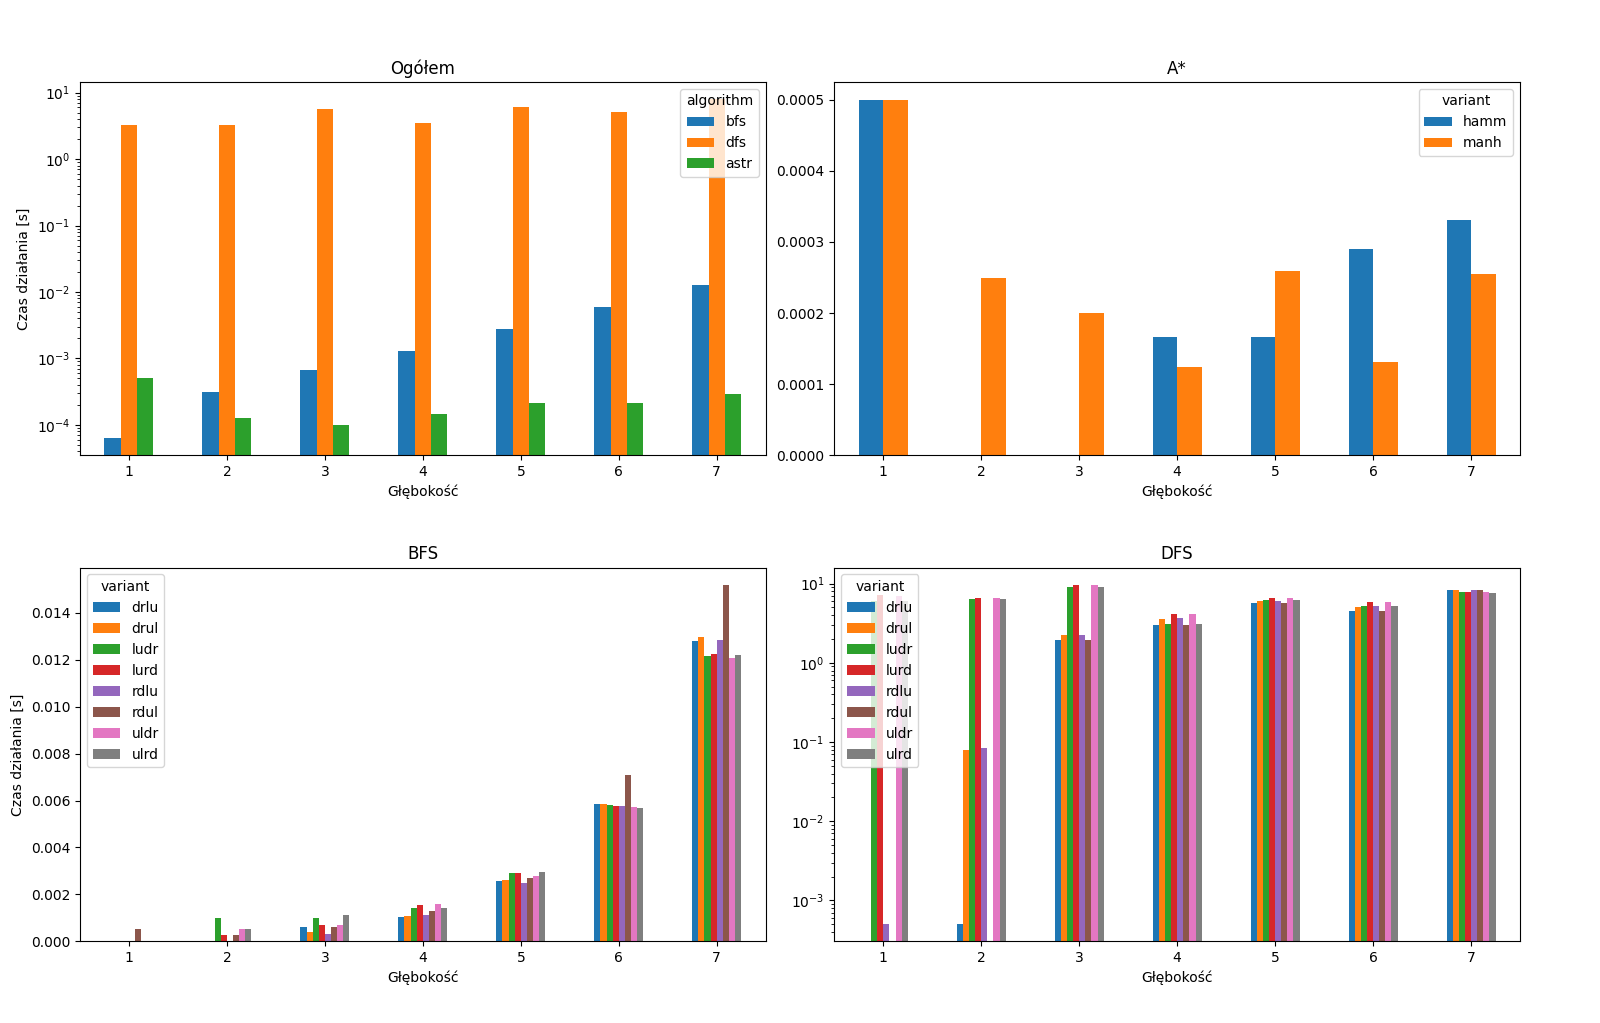 Ogółem
Czas działania [s]
10^1
10^0
10^-1
10^-2
10^-3
10^-4
algorithm
bfs
dfs
astr
1 2 3 4 5 6 7
Głębokość
A*
0.0005
0.0004
0.0003
0.0002
0.0001
0.0000
variant
hamm
manh
1 2 3 4 5 6 7
Głębokość
BFS
Czas działania [s]
0.014
0.012
0.010
0.008
0.006
0.004
0.002
0.000
variant
drlu
drul
ludr
lurd
rdlu
rdul
uldr
ulrd
1 2 3 4 5 6 7
Głębokość
DFS
10^1
10^0
10^-1
10^-2
10^-3
variant
drlu
drul
ludr
lurd
rdlu
rdul
uldr
ulrd
1 2 3 4 5 6 7
Głębokość